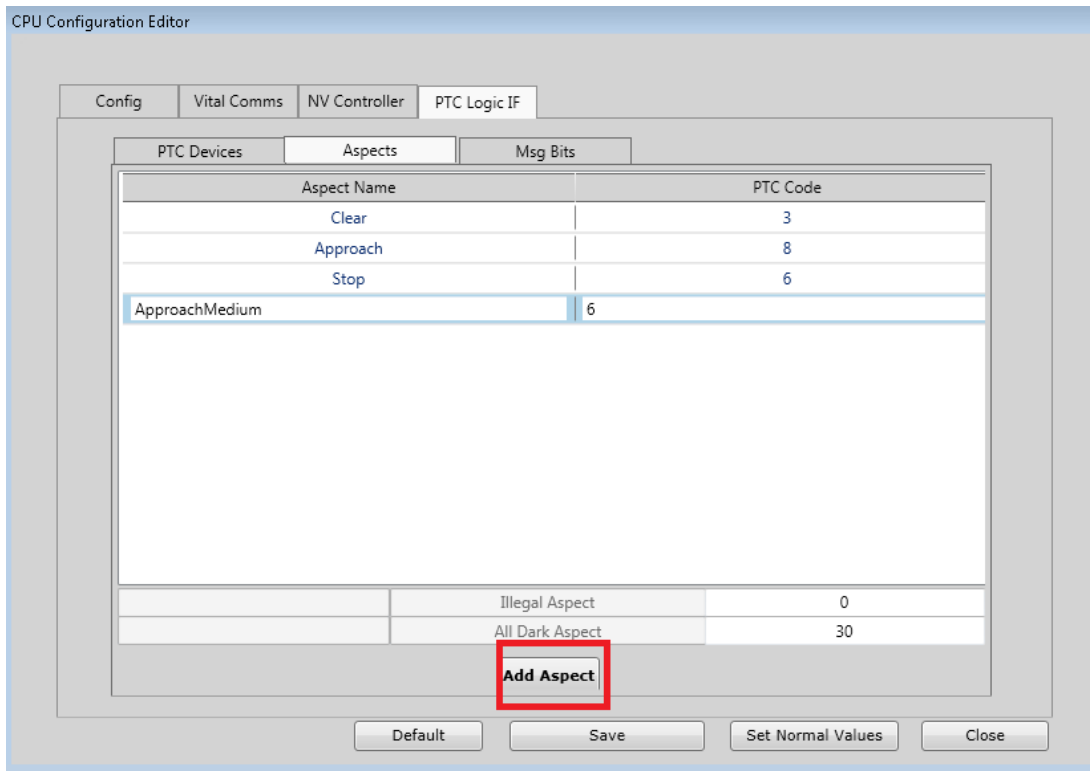 CPU Configuration Editor
Config Vital Comms NV Controller PTC Logic IF
PTC Devices Aspects Msg Bits
Aspect Name PTC Code
Clear 3
Approach 8
Stop 6
ApproachMedium 6
Illegal Aspect 0
All Dark Aspect 30
Add Aspect
Default Save Set Normal Values Close